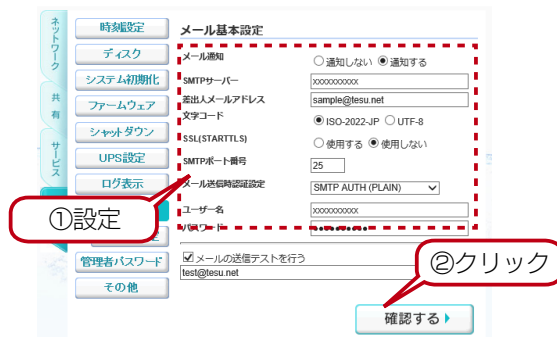 ネットワーク
共有
サービス
時刻設定
ディスク
システム初期化
ファームウェア
シャットダウン
UPS設定
ログ表示
管理者パスワード
その他
メール基本設定
メール通知 通知しない 通知する
SMTPサーバー xxxxxxxxxx
差出人メールアドレス sample@tesu.net
文字コード ISO-2022-JP UTF-8
SSL(STARTTLS) 使用する 使用しない
SMTPポート番号 25
メール送信時認証設定 SMTP AUTH (PLAIN)
ユーザー名 xxxxxxxxxx
パスワード ●●●●●●●●●●
メールの送信テストを行う
test@tesu.net
確認する
①設定
②クリック